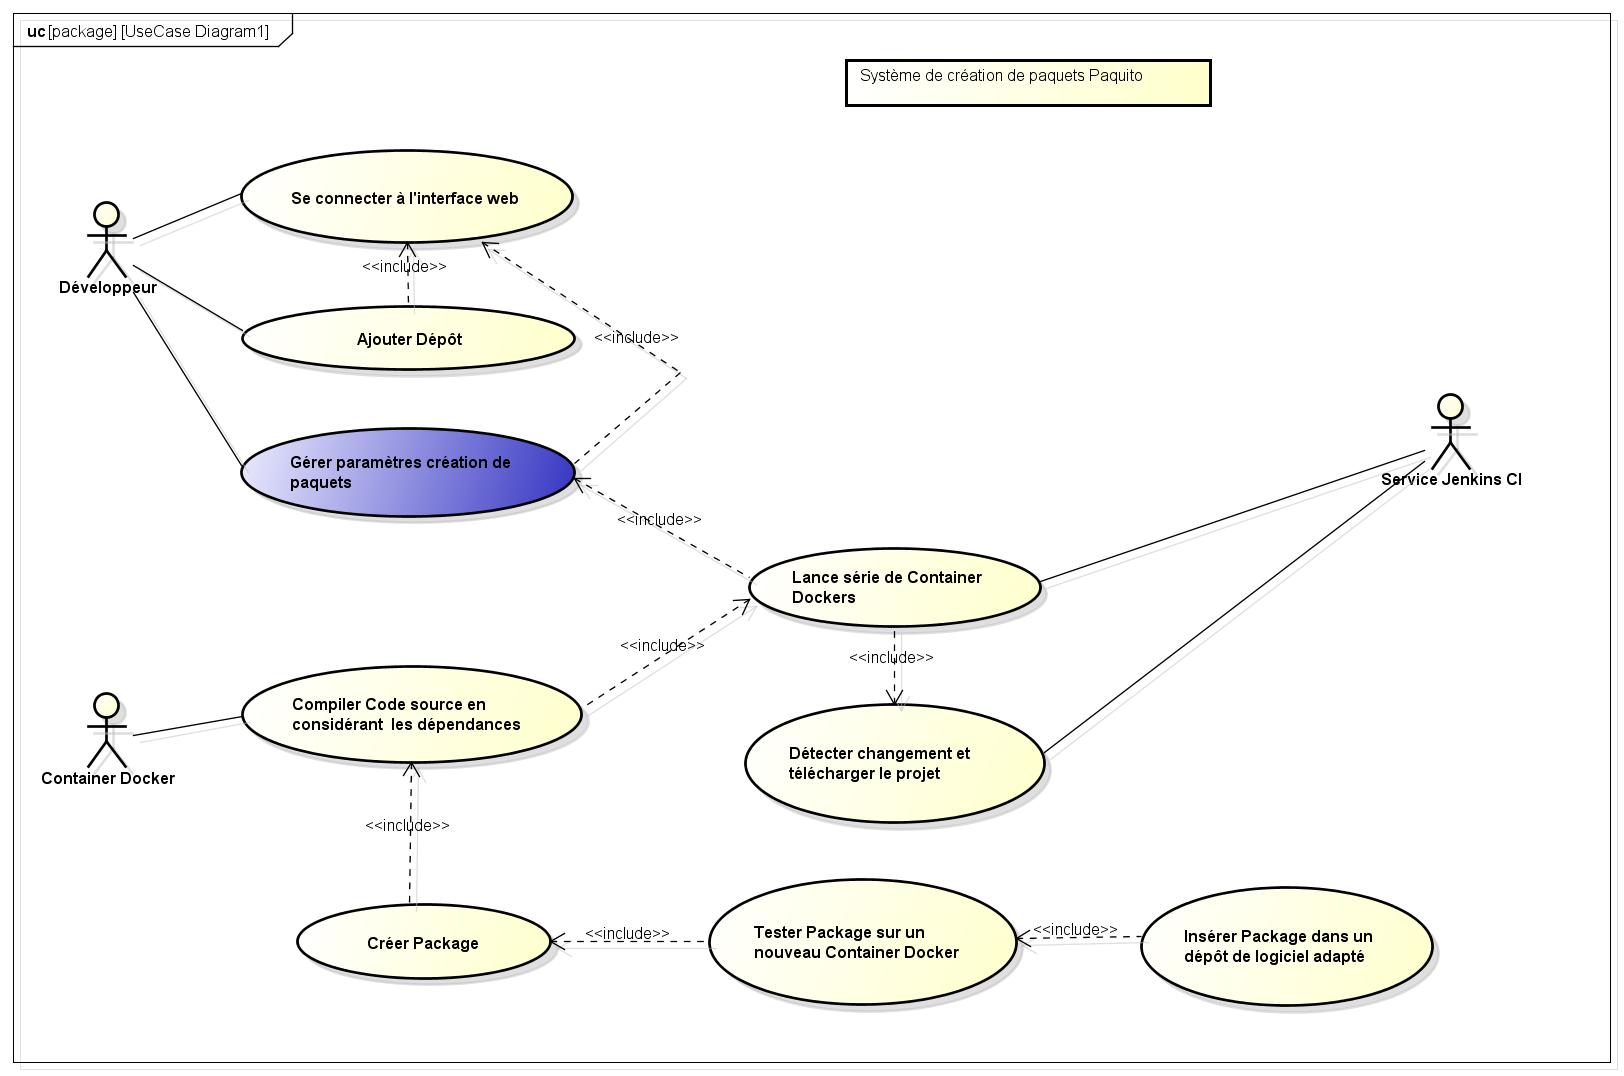 uc [package] [UseCase Diagram1]
Système de création de paquets Paquito
Se connecter à l'interface web
Développeur
<<include>>
Ajouter Dépôt
<<include>>
Gérer paramètres création de
paquets
Service Jenkins CI
<<include>>
Lance série de Container
Dockers
<<include>>
<<include>>
Compiler Code source en
considérant les dépendances
Container Docker
Détecter changement et
télécharger le projet
<<include>>
Créer Package
<<include>>
Tester Package sur un
nouveau Container Docker
<<include>>
Insérer Package dans un
dépôt de logiciel adapté